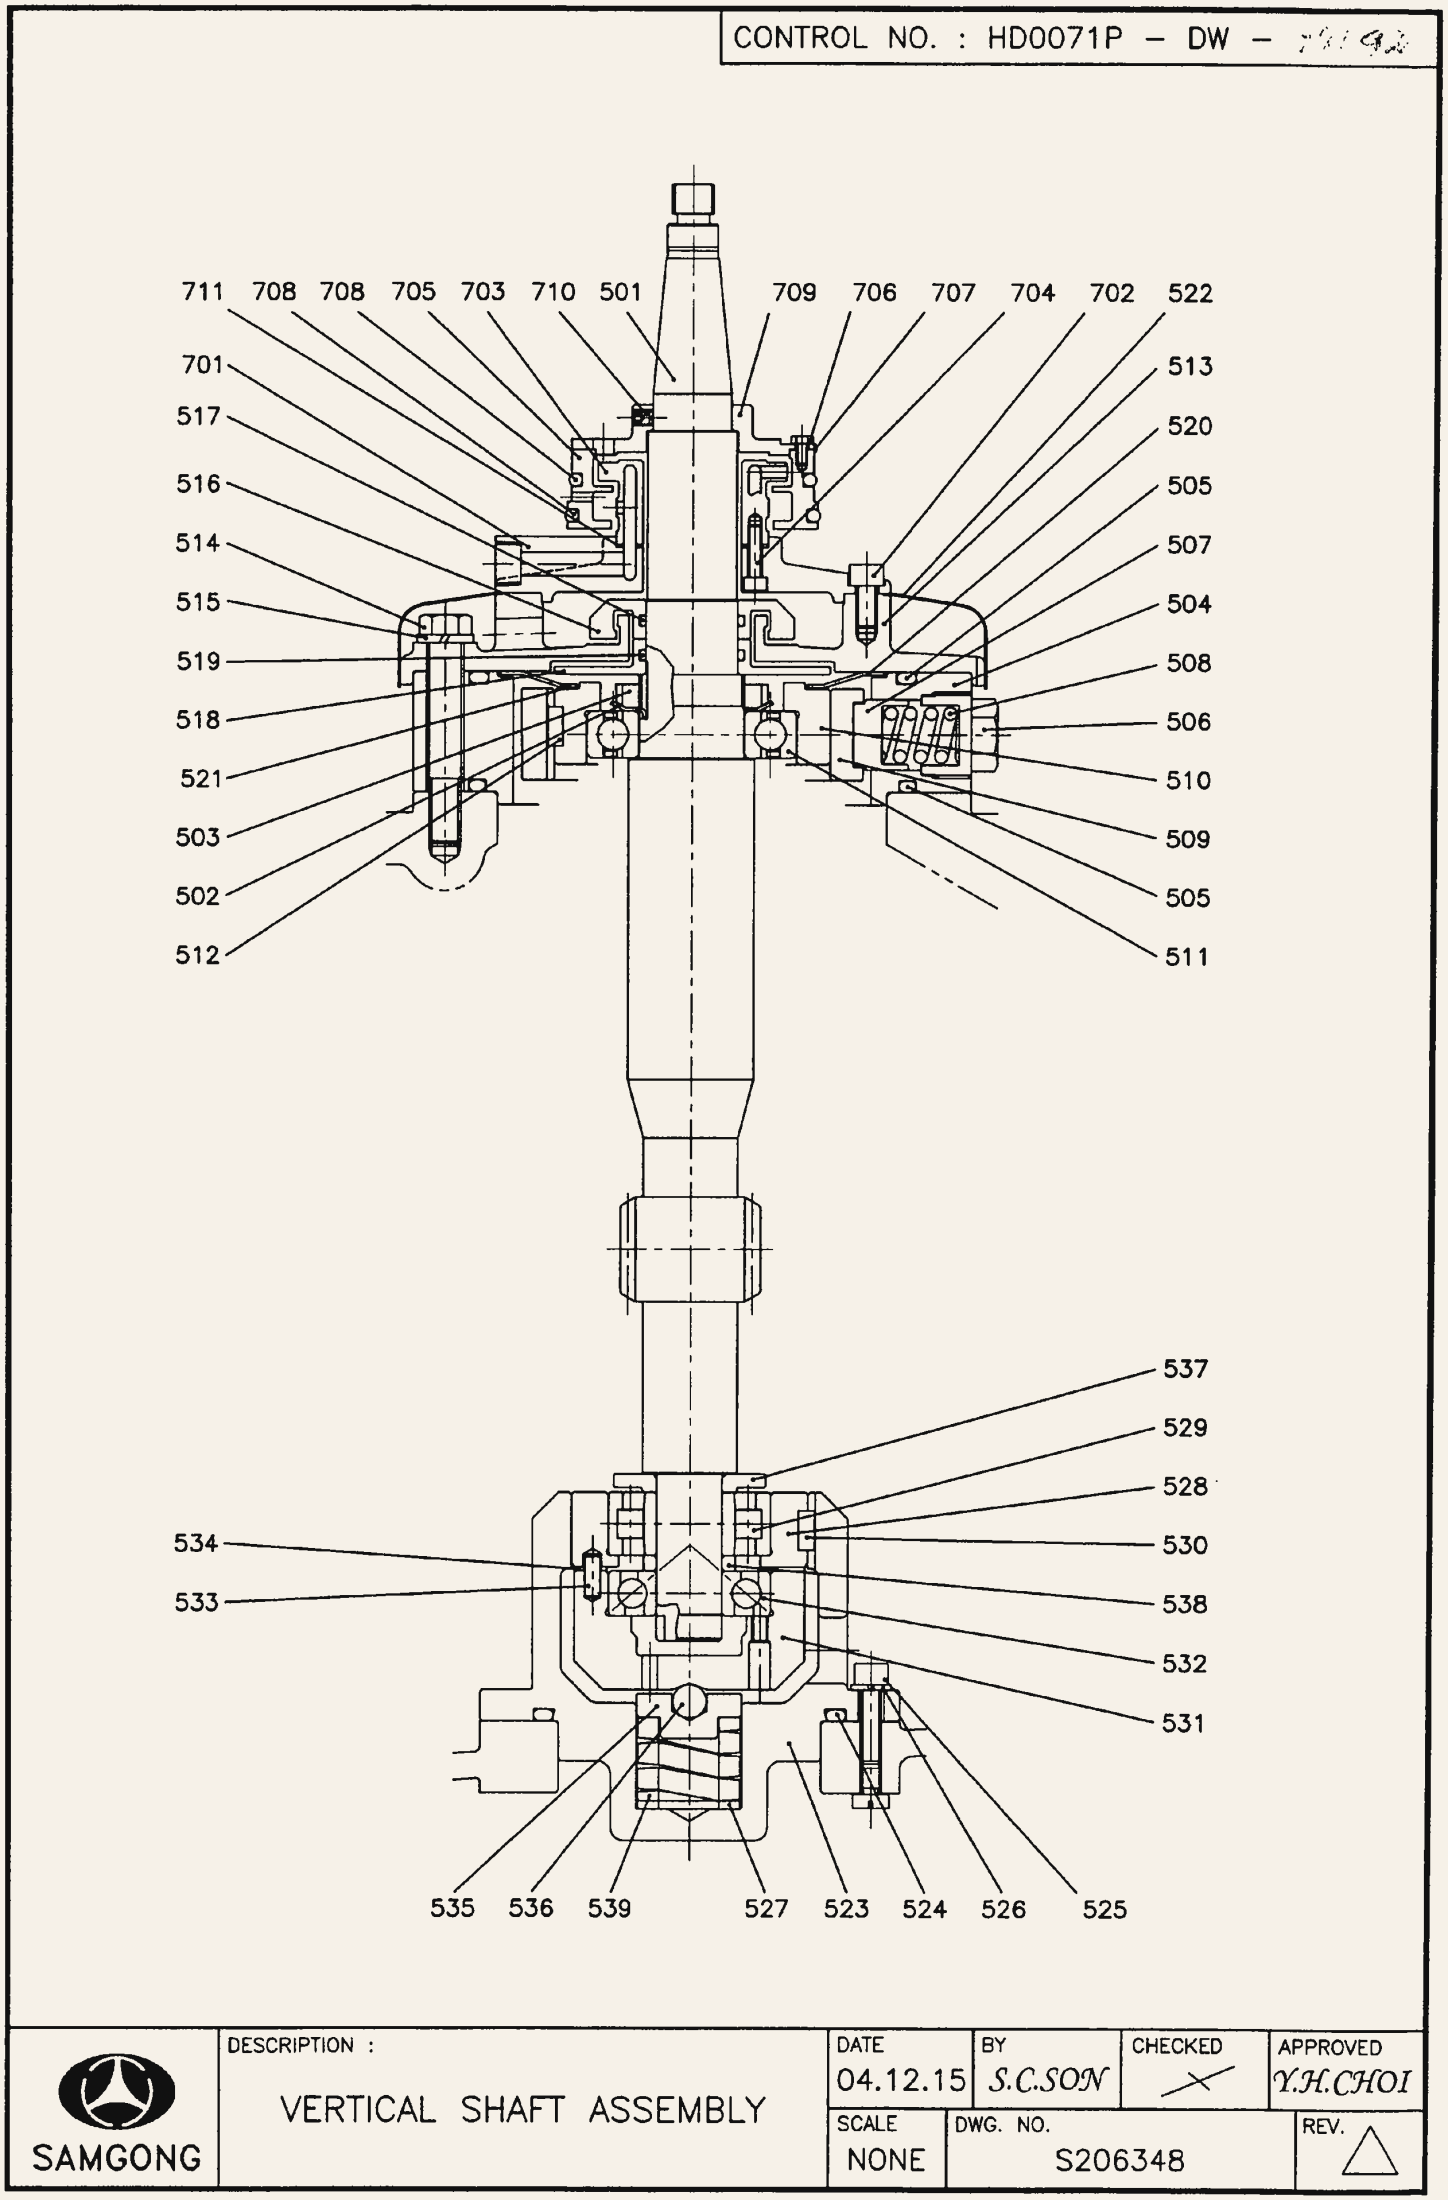 CONTROL NO. : HD0071P - DW -
711 708 708 705 703 710 501 709 706 707 704 702 522
701 513
517 520
516 505
514 507
515 504
519 508
518 506
521 510
503 509
502 505
512 511
537
529
528
534 530
533 538
532
531
535 536 539 527 523 524 526 525
DESCRIPTION :
VERTICAL SHAFT ASSEMBLY
DATE
04.12.15
BY
S.C.SON
CHECKED
APPROVED
Y.H.CHOI
SCALE
NONE
DWG. NO.
S206348
REV.
SAMGONG